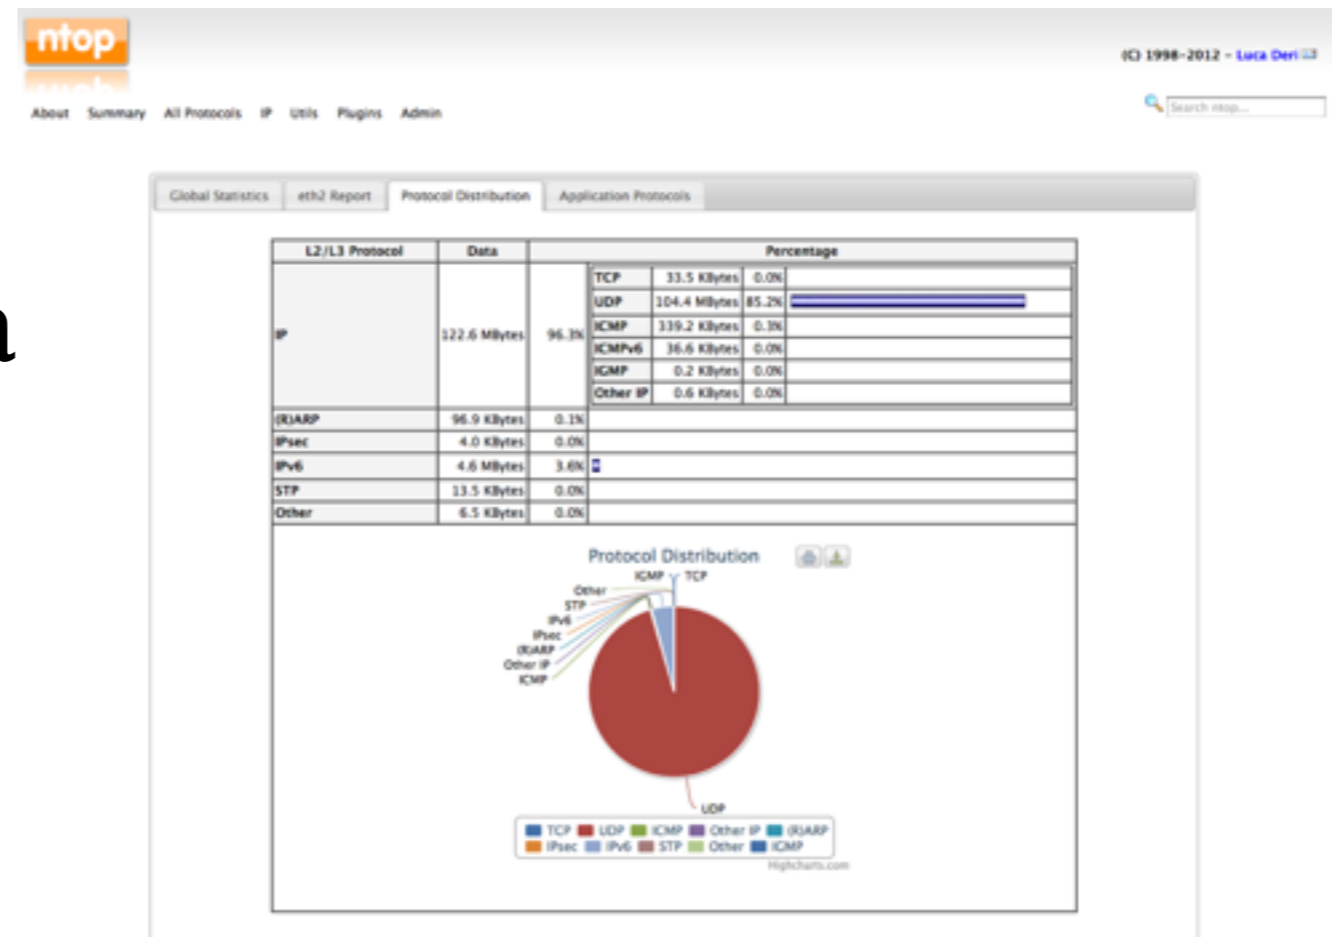 ntop
(C) 1998-2012 - Luca Deri
About Summary All Protocols IP Utils Plugins Admin
Search ntop...
Global Statistics eth2 Report Protocol Distribution Application Protocols
a
L2/L3 Protocol Data Percentage
IP 122.6 MBytes 96.3%
TCP 33.5 KBytes 0.0%
UDP 104.4 MBytes 85.2%
ICMP 339.2 KBytes 0.3%
ICMPv6 36.6 KBytes 0.0%
IGMP 0.2 KBytes 0.0%
Other IP 0.6 KBytes 0.0%
(R)ARP 96.9 KBytes 0.1%
IPsec 4.0 KBytes 0.0%
IPv6 4.6 MBytes 3.6%
STP 13.5 KBytes 0.0%
Other 6.5 KBytes 0.0%
Protocol Distribution
IGMP TCP
Other
STP
IPv6
IPsec
(R)ARP
Other IP
ICMP
UDP
TCP UDP ICMP Other IP (R)ARP
IPsec IPv6 STP Other IGMP
Highcharts.com